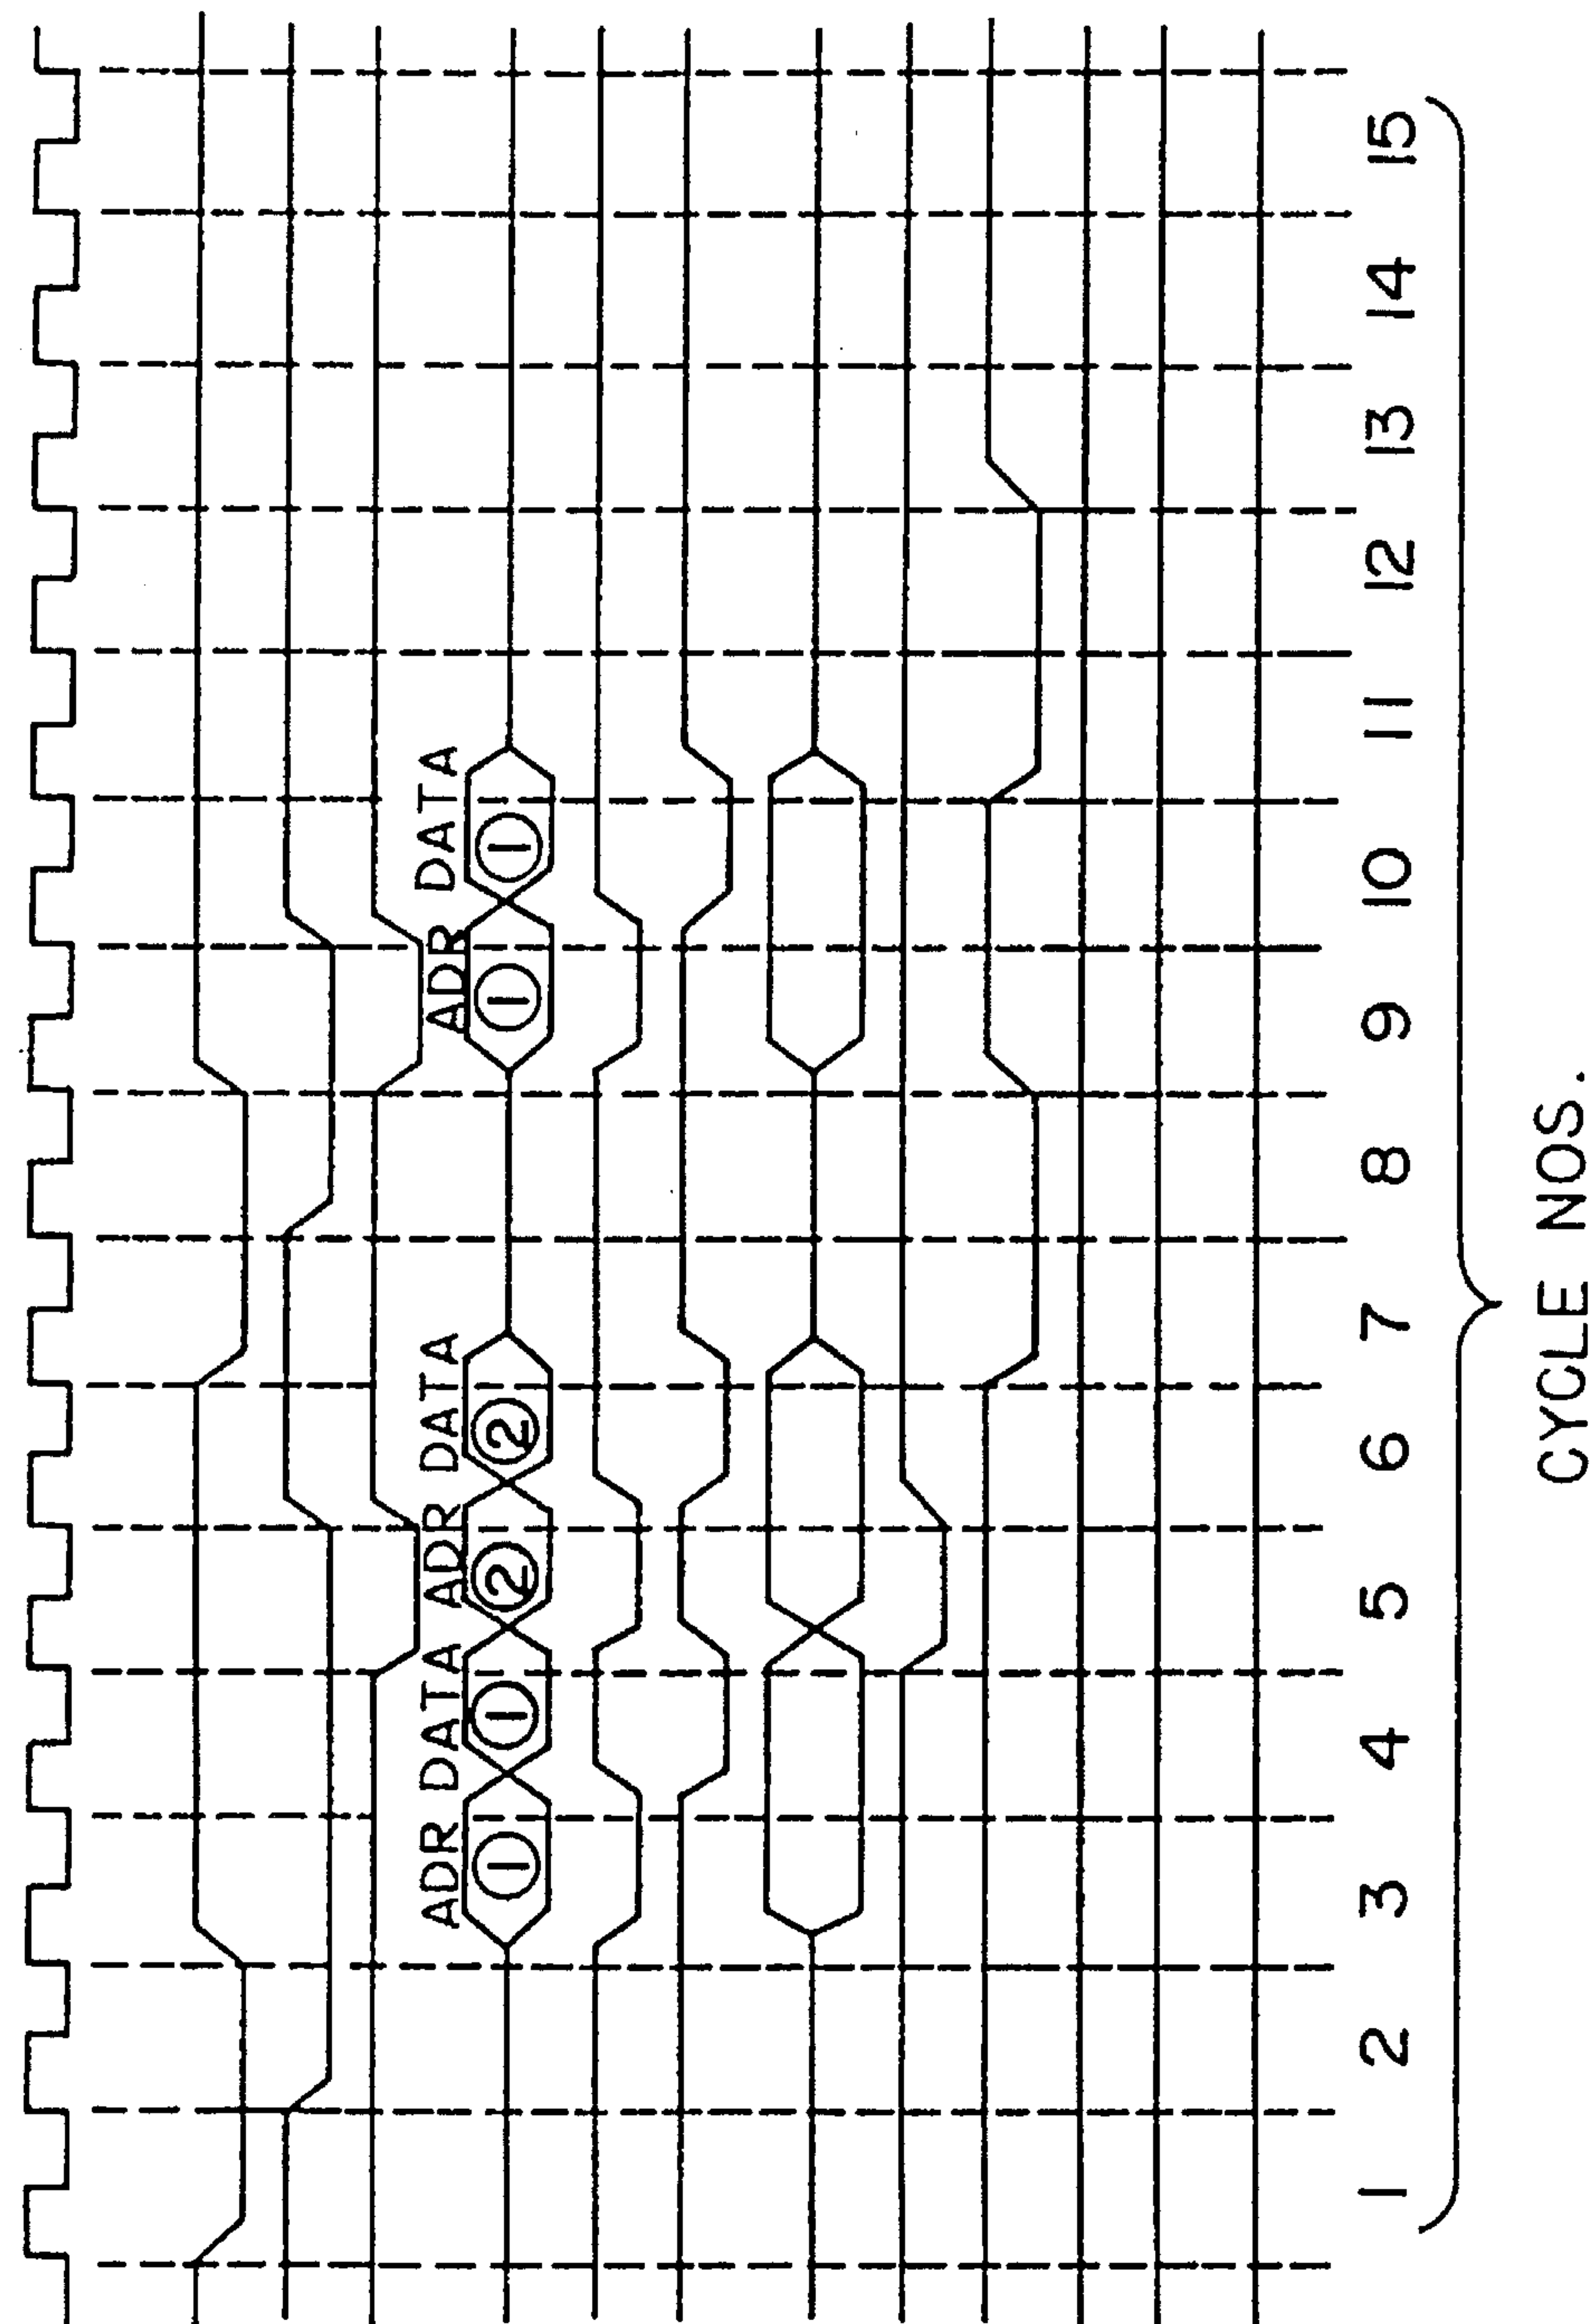 ADR DATA ADR DATA ADR DATA
① ① ② ② ① ①
1 2 3 4 5 6 7 8 9 10 11 12 13 14 15
CYCLE NOS.